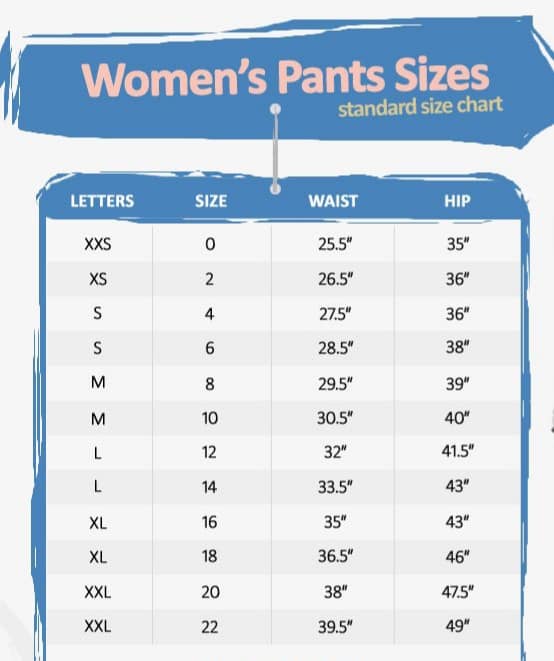 Women's Pants Sizes
standard size chart
LETTERS SIZE WAIST HIP
XXS 0 25.5" 35"
XS 2 26.5" 36"
S 4 27.5" 36"
S 6 28.5" 38"
M 8 29.5" 39"
M 10 30.5" 40"
L 12 32" 41.5"
L 14 33.5" 43"
XL 16 35" 43"
XL 18 36.5" 46"
XXL 20 38" 47.5"
XXL 22 39.5" 49"